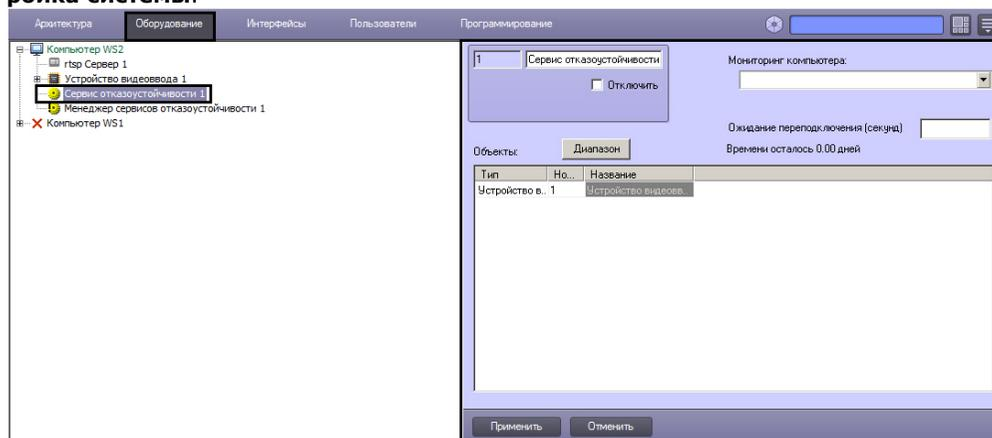 ройка системы.
Архитектура Оборудование Интерфейсы Пользователи Программирование
Компьютер WS2
rtsp Сервер 1
Устройство видеоввода 1
Сервис отказоустойчивости 1
Менеджер сервисов отказоустойчивости 1
Компьютер WS1
1 Сервис отказоустойчивости
Отключить
Мониторинг компьютера:
Ожидание переподключения (секунд)
Объекты: Диапазон
Времени осталось 0.00 дней
Тип Но... Название
Устройство в.. 1 Устройство видеовв..
Применить Отменить